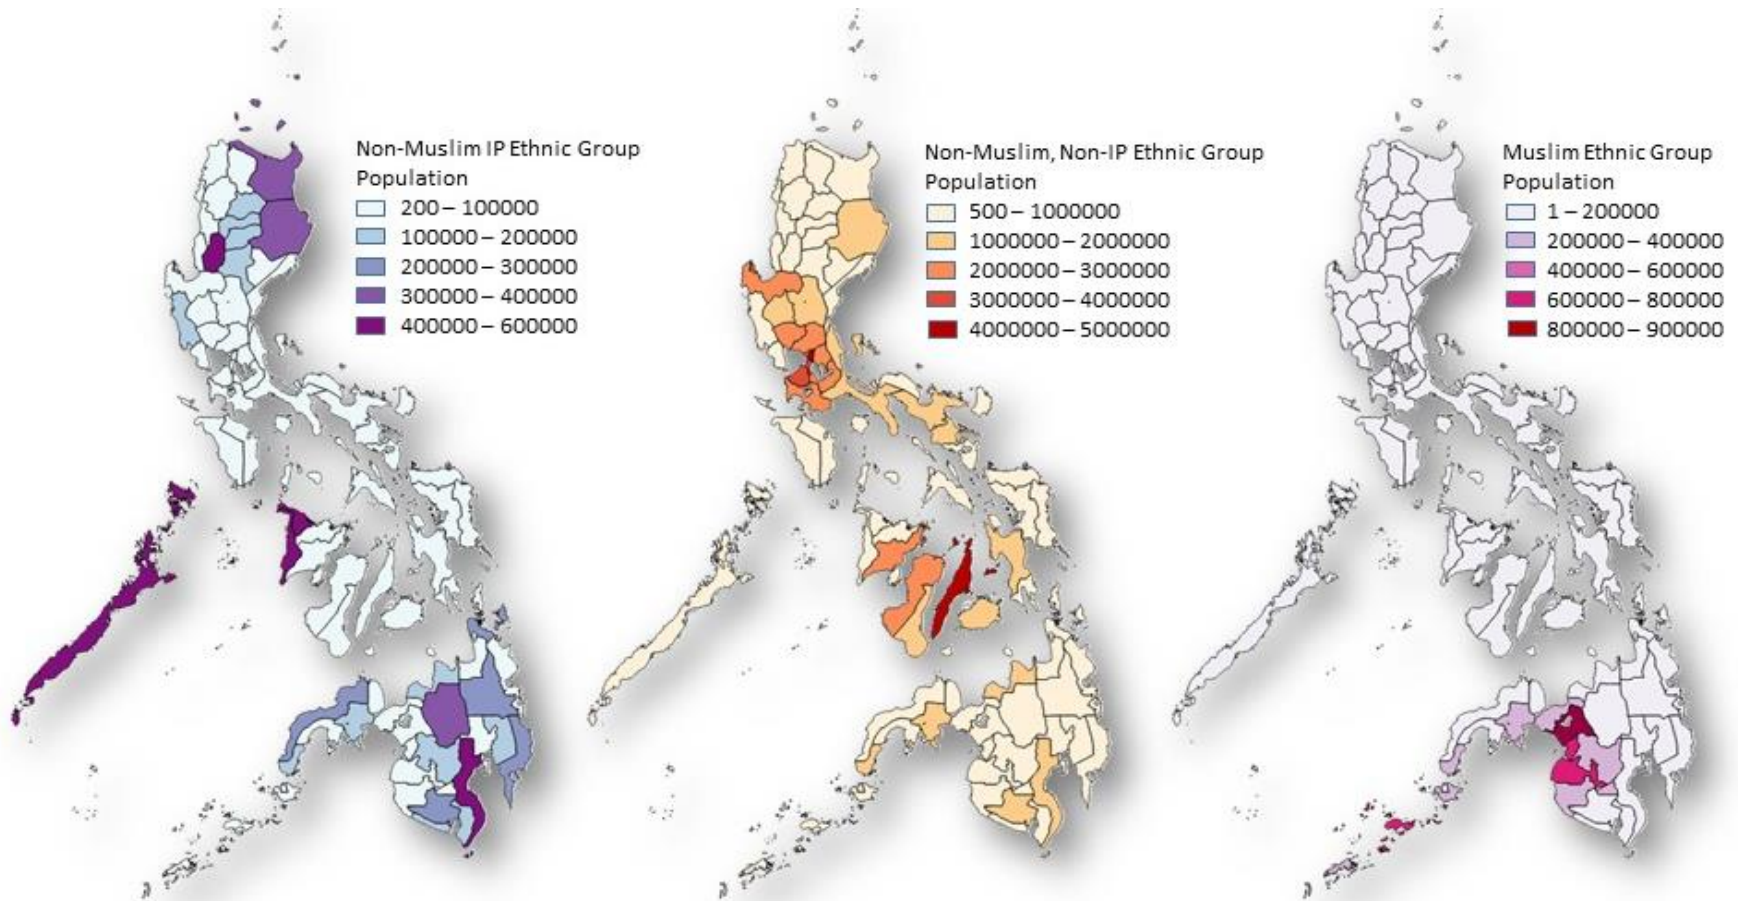 Non-Muslim IP Ethnic Group
Population
200 – 100000
100000 – 200000
200000 – 300000
300000 – 400000
400000 – 600000
Non-Muslim, Non-IP Ethnic Group
Population
500 – 1000000
1000000 – 2000000
2000000 – 3000000
3000000 – 4000000
4000000 – 5000000
Muslim Ethnic Group
Population
1 – 200000
200000 – 400000
400000 – 600000
600000 – 800000
800000 – 900000